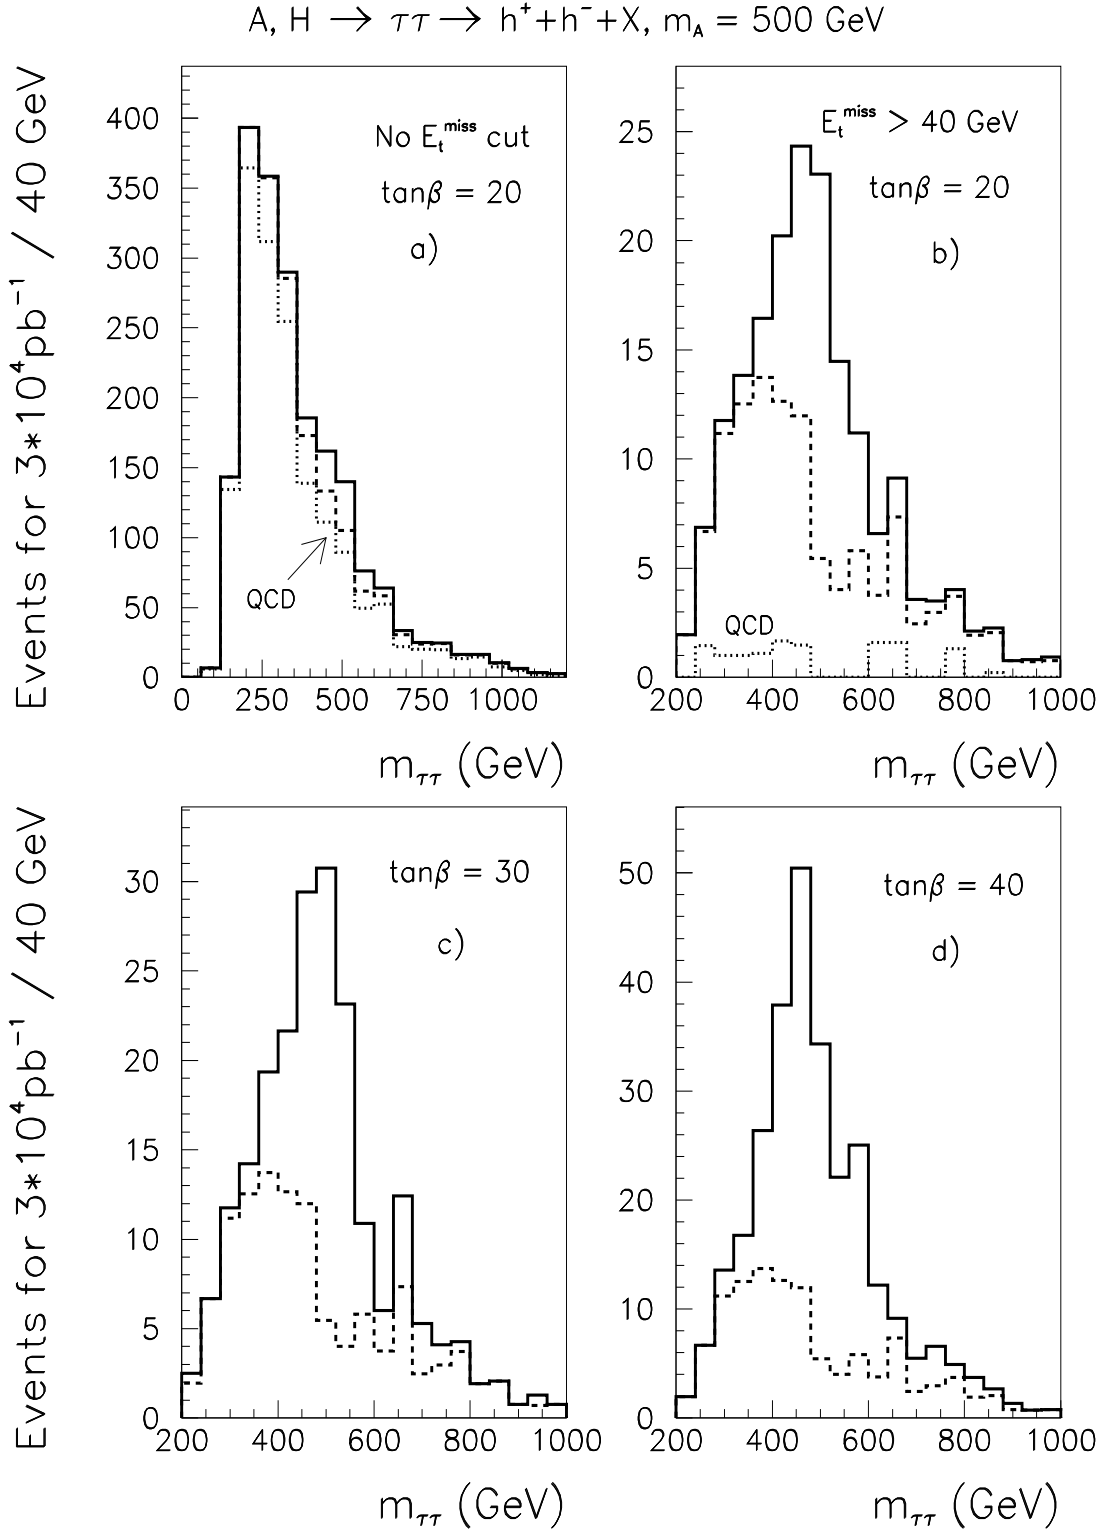 A, H → ττ → h⁺+h⁻+X, m_A = 500 GeV
Events for 3*10⁴pb⁻¹ / 40 GeV
400
350
300
250
200
150
100
50
0
No E_t^miss cut
tanβ = 20
a)
QCD
0 250 500 750 1000
m_ττ (GeV)
25
20
15
10
5
0
E_t^miss > 40 GeV
tanβ = 20
b)
QCD
200 400 600 800 1000
m_ττ (GeV)
Events for 3*10⁴pb⁻¹ / 40 GeV
30
25
20
15
10
5
0
tanβ = 30
c)
200 400 600 800 1000
m_ττ (GeV)
50
40
30
20
10
0
tanβ = 40
d)
200 400 600 800 1000
m_ττ (GeV)